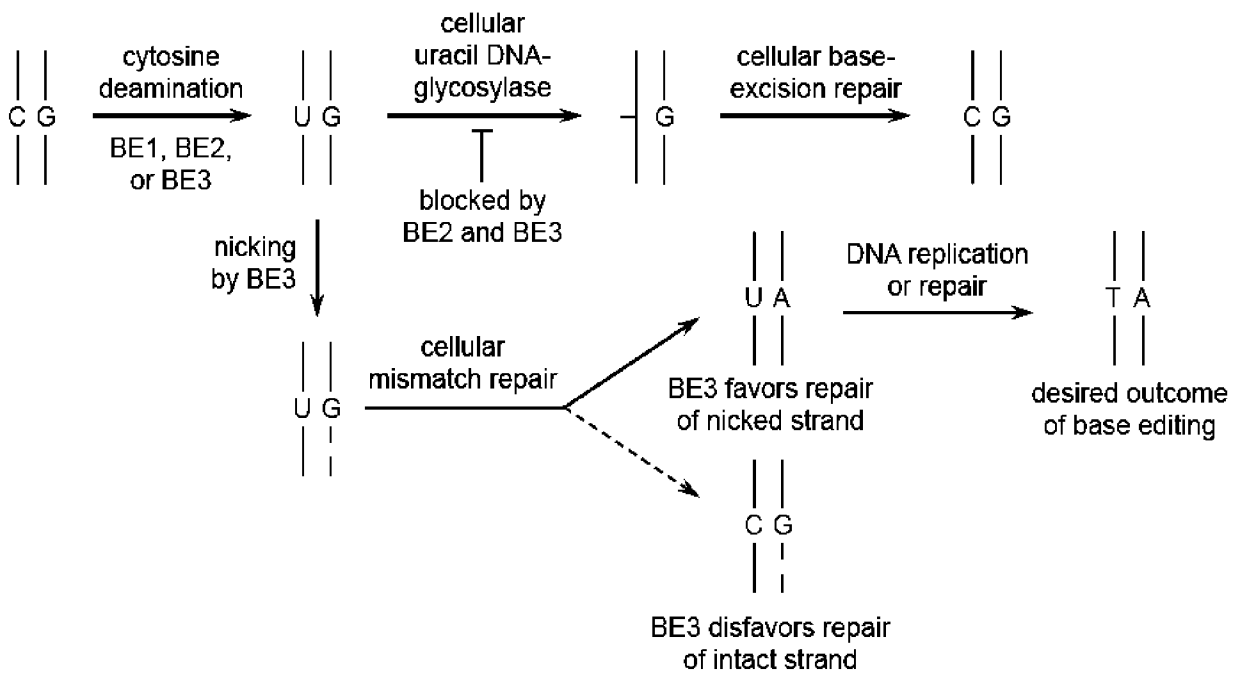 cytosine
deamination
C G
BE1, BE2,
or BE3
U G
cellular
uracil DNA-
glycosylase
blocked by
BE2 and BE3
G
cellular base-
excision repair
C G
nicking
by BE3
U G
cellular
mismatch repair
U A
BE3 favors repair
of nicked strand
DNA replication
or repair
T A
desired outcome
of base editing
C G
BE3 disfavors repair
of intact strand